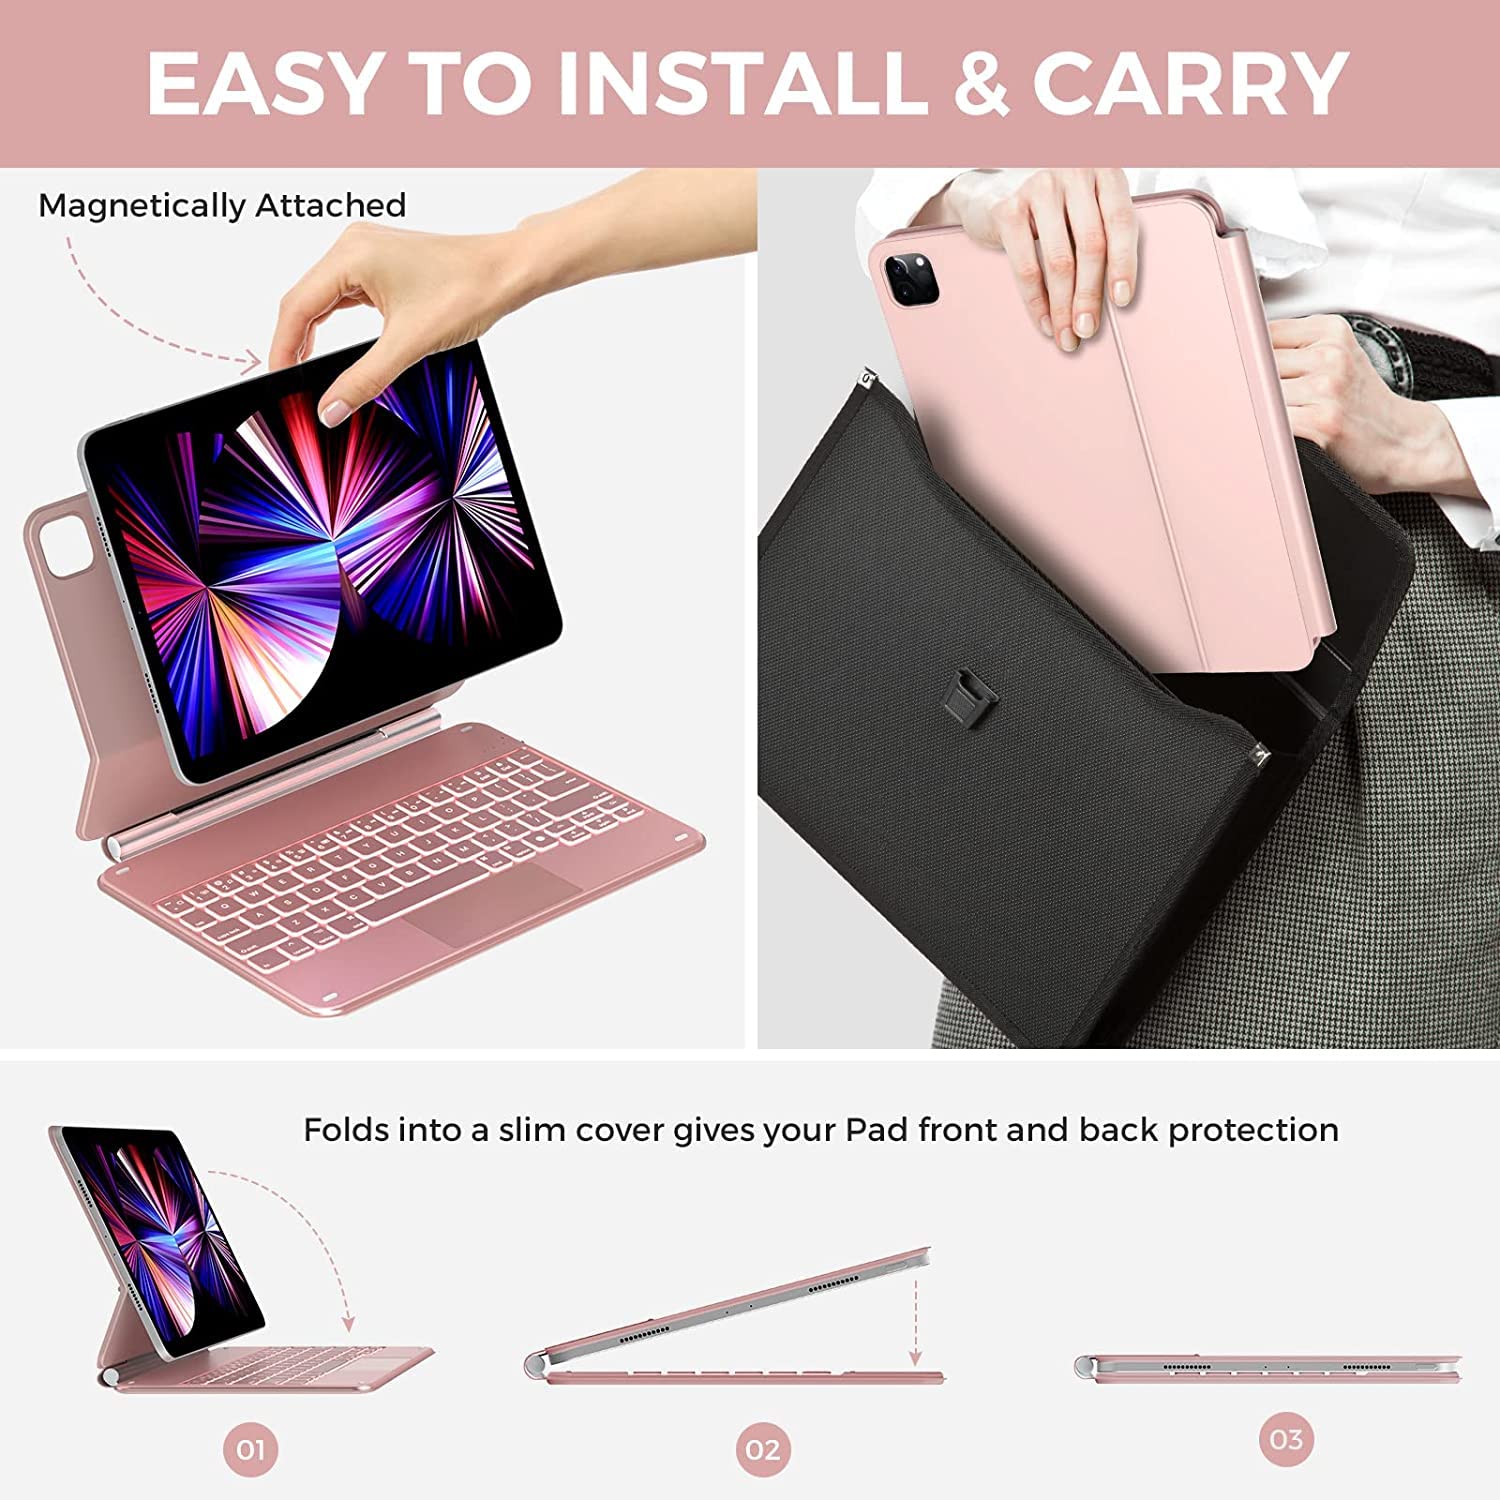 EASY TO INSTALL & CARRY
Magnetically Attached
Folds into a slim cover gives your Pad front and back protection
01
02
03